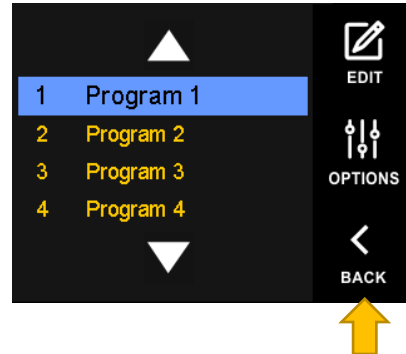 1 Program 1
2 Program 2
3 Program 3
4 Program 4
EDIT
OPTIONS
BACK